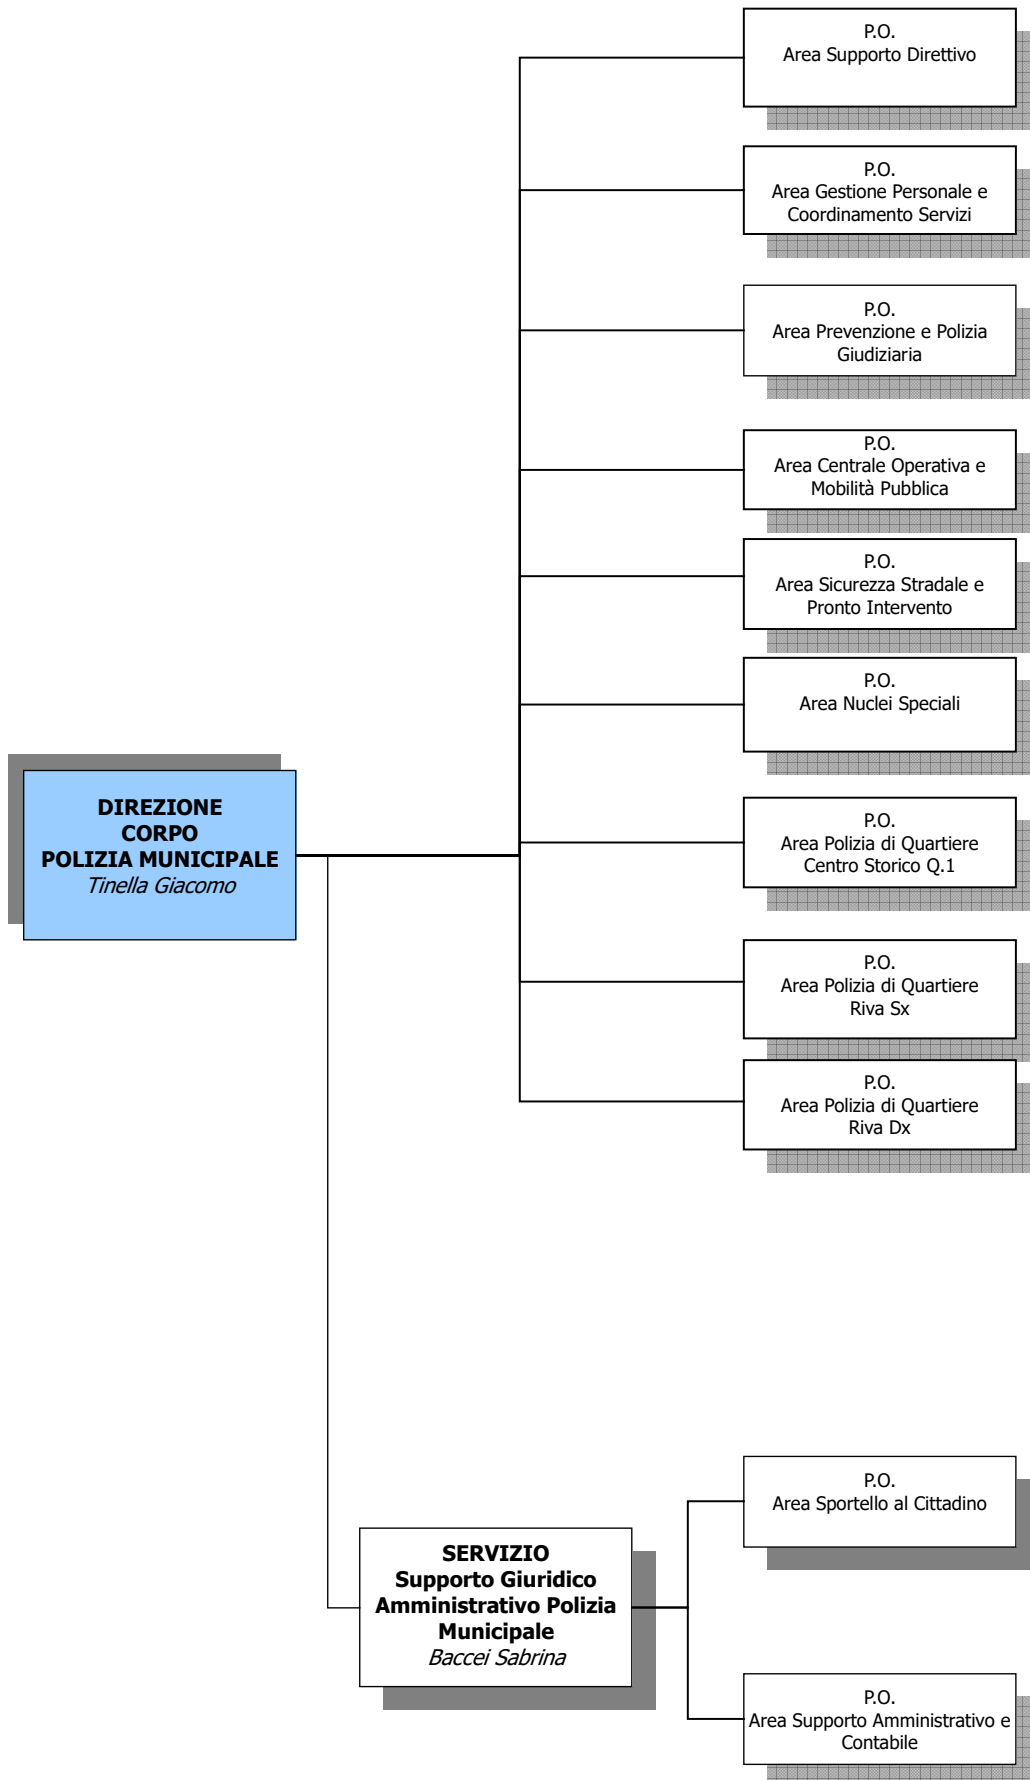 P.O.
Area Supporto Direttivo
P.O.
Area Gestione Personale e
Coordinamento Servizi
P.O.
Area Prevenzione e Polizia
Giudiziaria
P.O.
Area Centrale Operativa e
Mobilità Pubblica
P.O.
Area Sicurezza Stradale e
Pronto Intervento
P.O.
Area Nuclei Speciali
DIREZIONE
CORPO
POLIZIA MUNICIPALE
Tinella Giacomo
P.O.
Area Polizia di Quartiere
Centro Storico Q.1
P.O.
Area Polizia di Quartiere
Riva Sx
P.O.
Area Polizia di Quartiere
Riva Dx
P.O.
Area Sportello al Cittadino
SERVIZIO
Supporto Giuridico
Amministrativo Polizia
Municipale
Baccei Sabrina
P.O.
Area Supporto Amministrativo e
Contabile